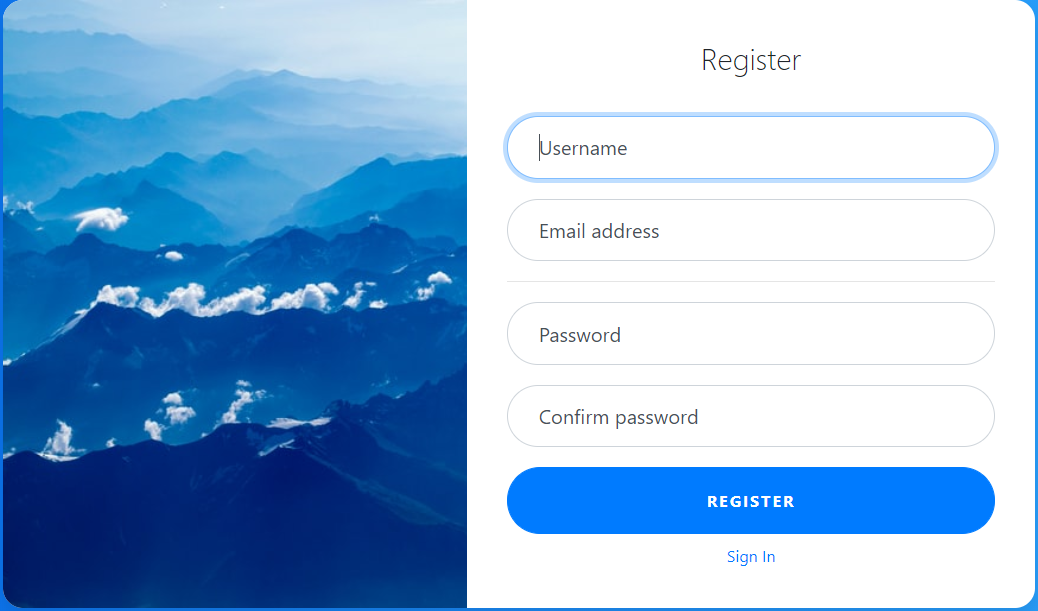 Register
Username
Email address
Password
Confirm password
REGISTER
Sign In